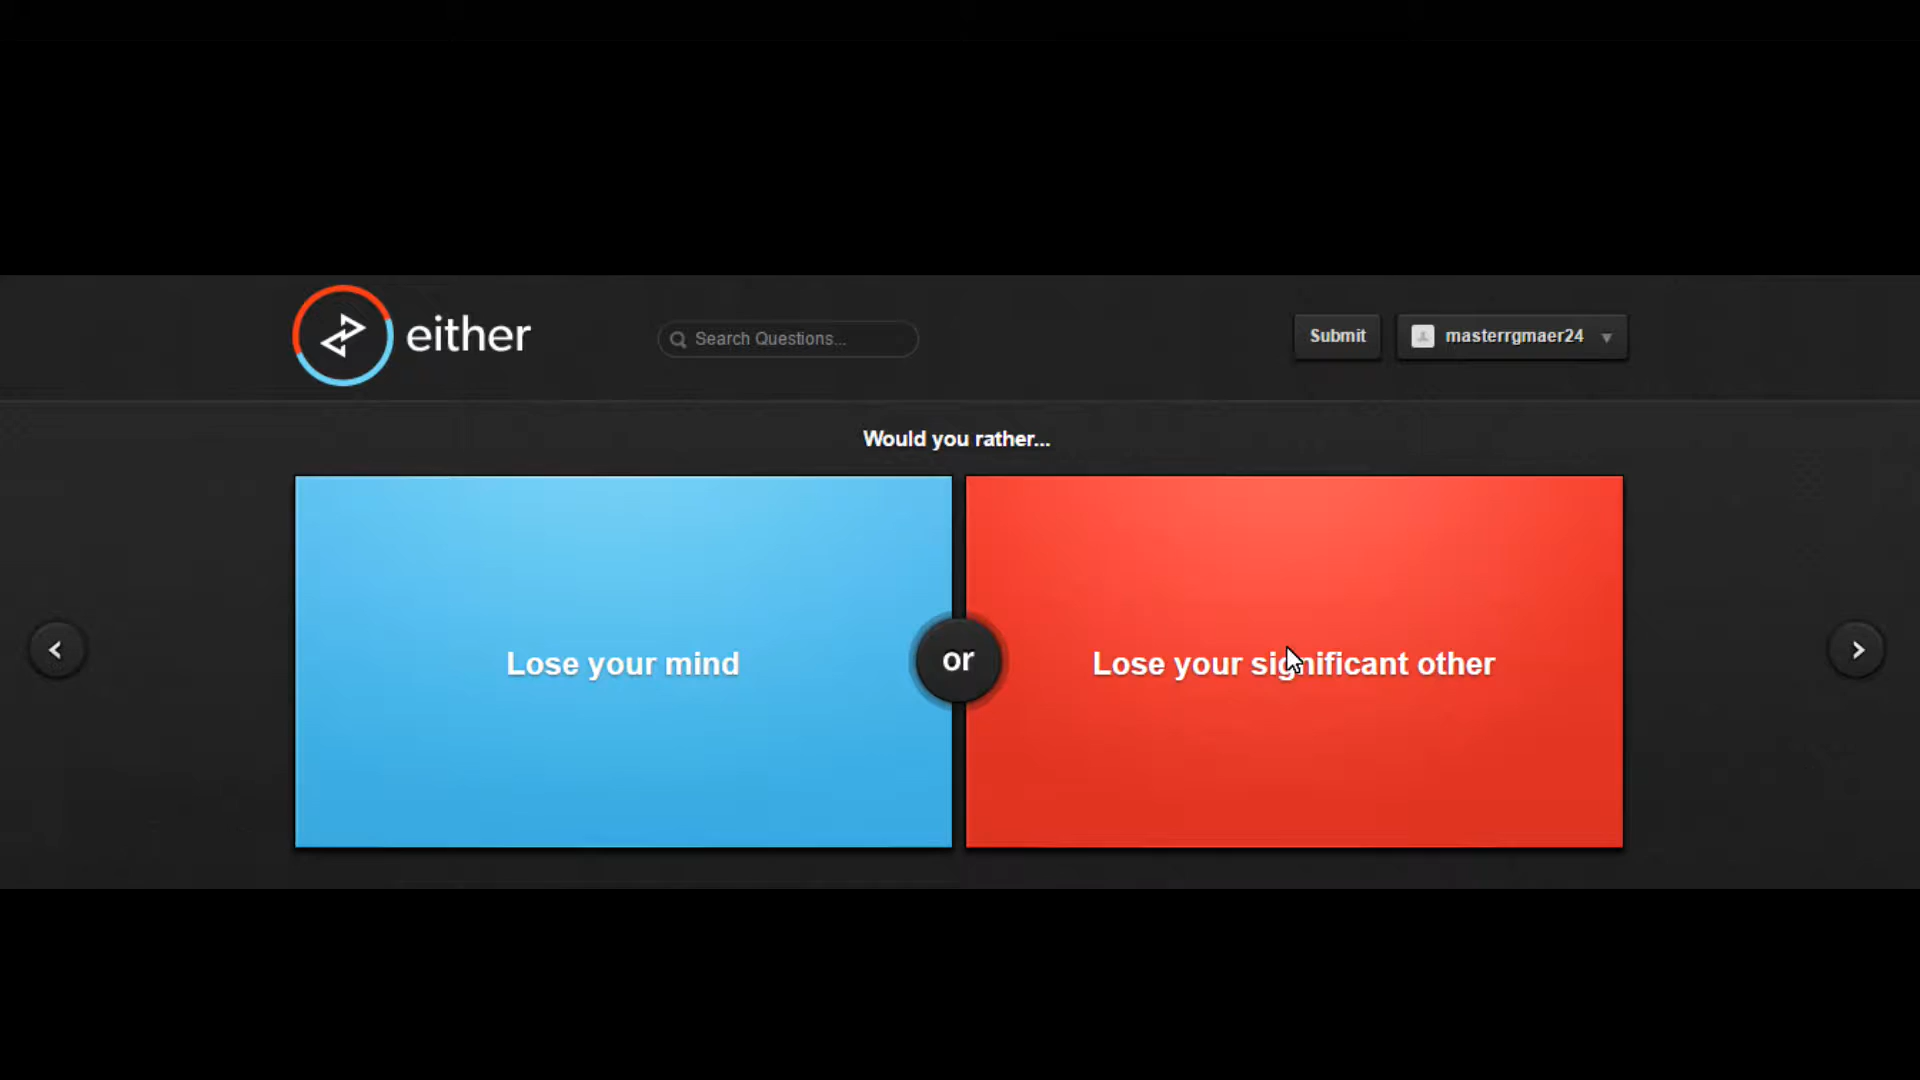 either
Search Questions...
Submit
masterrgmaer24
Would you rather...
Lose your mind
or
Lose your significant other